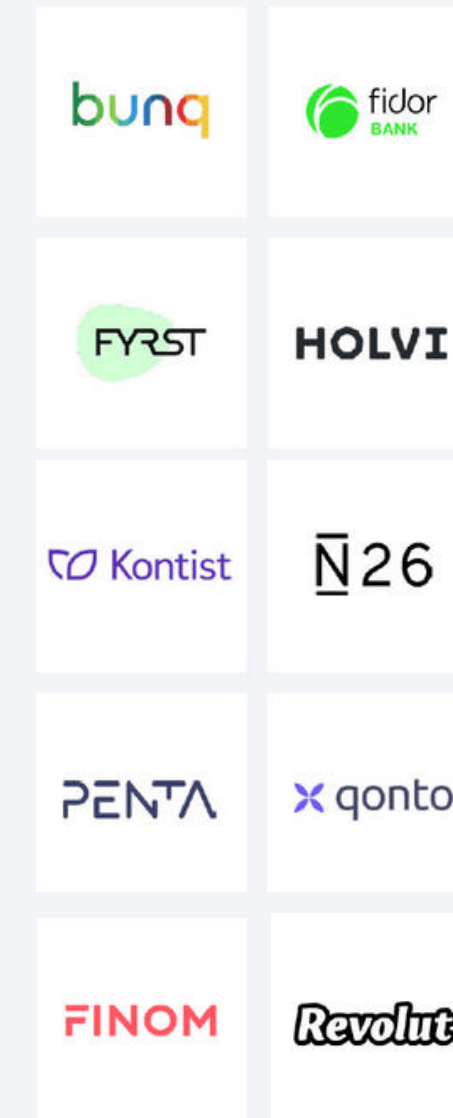 bunq
fidor
BANK
FYRST
HOLVI
Kontist
N26
PENTA
qonto
FINOM
Revolut